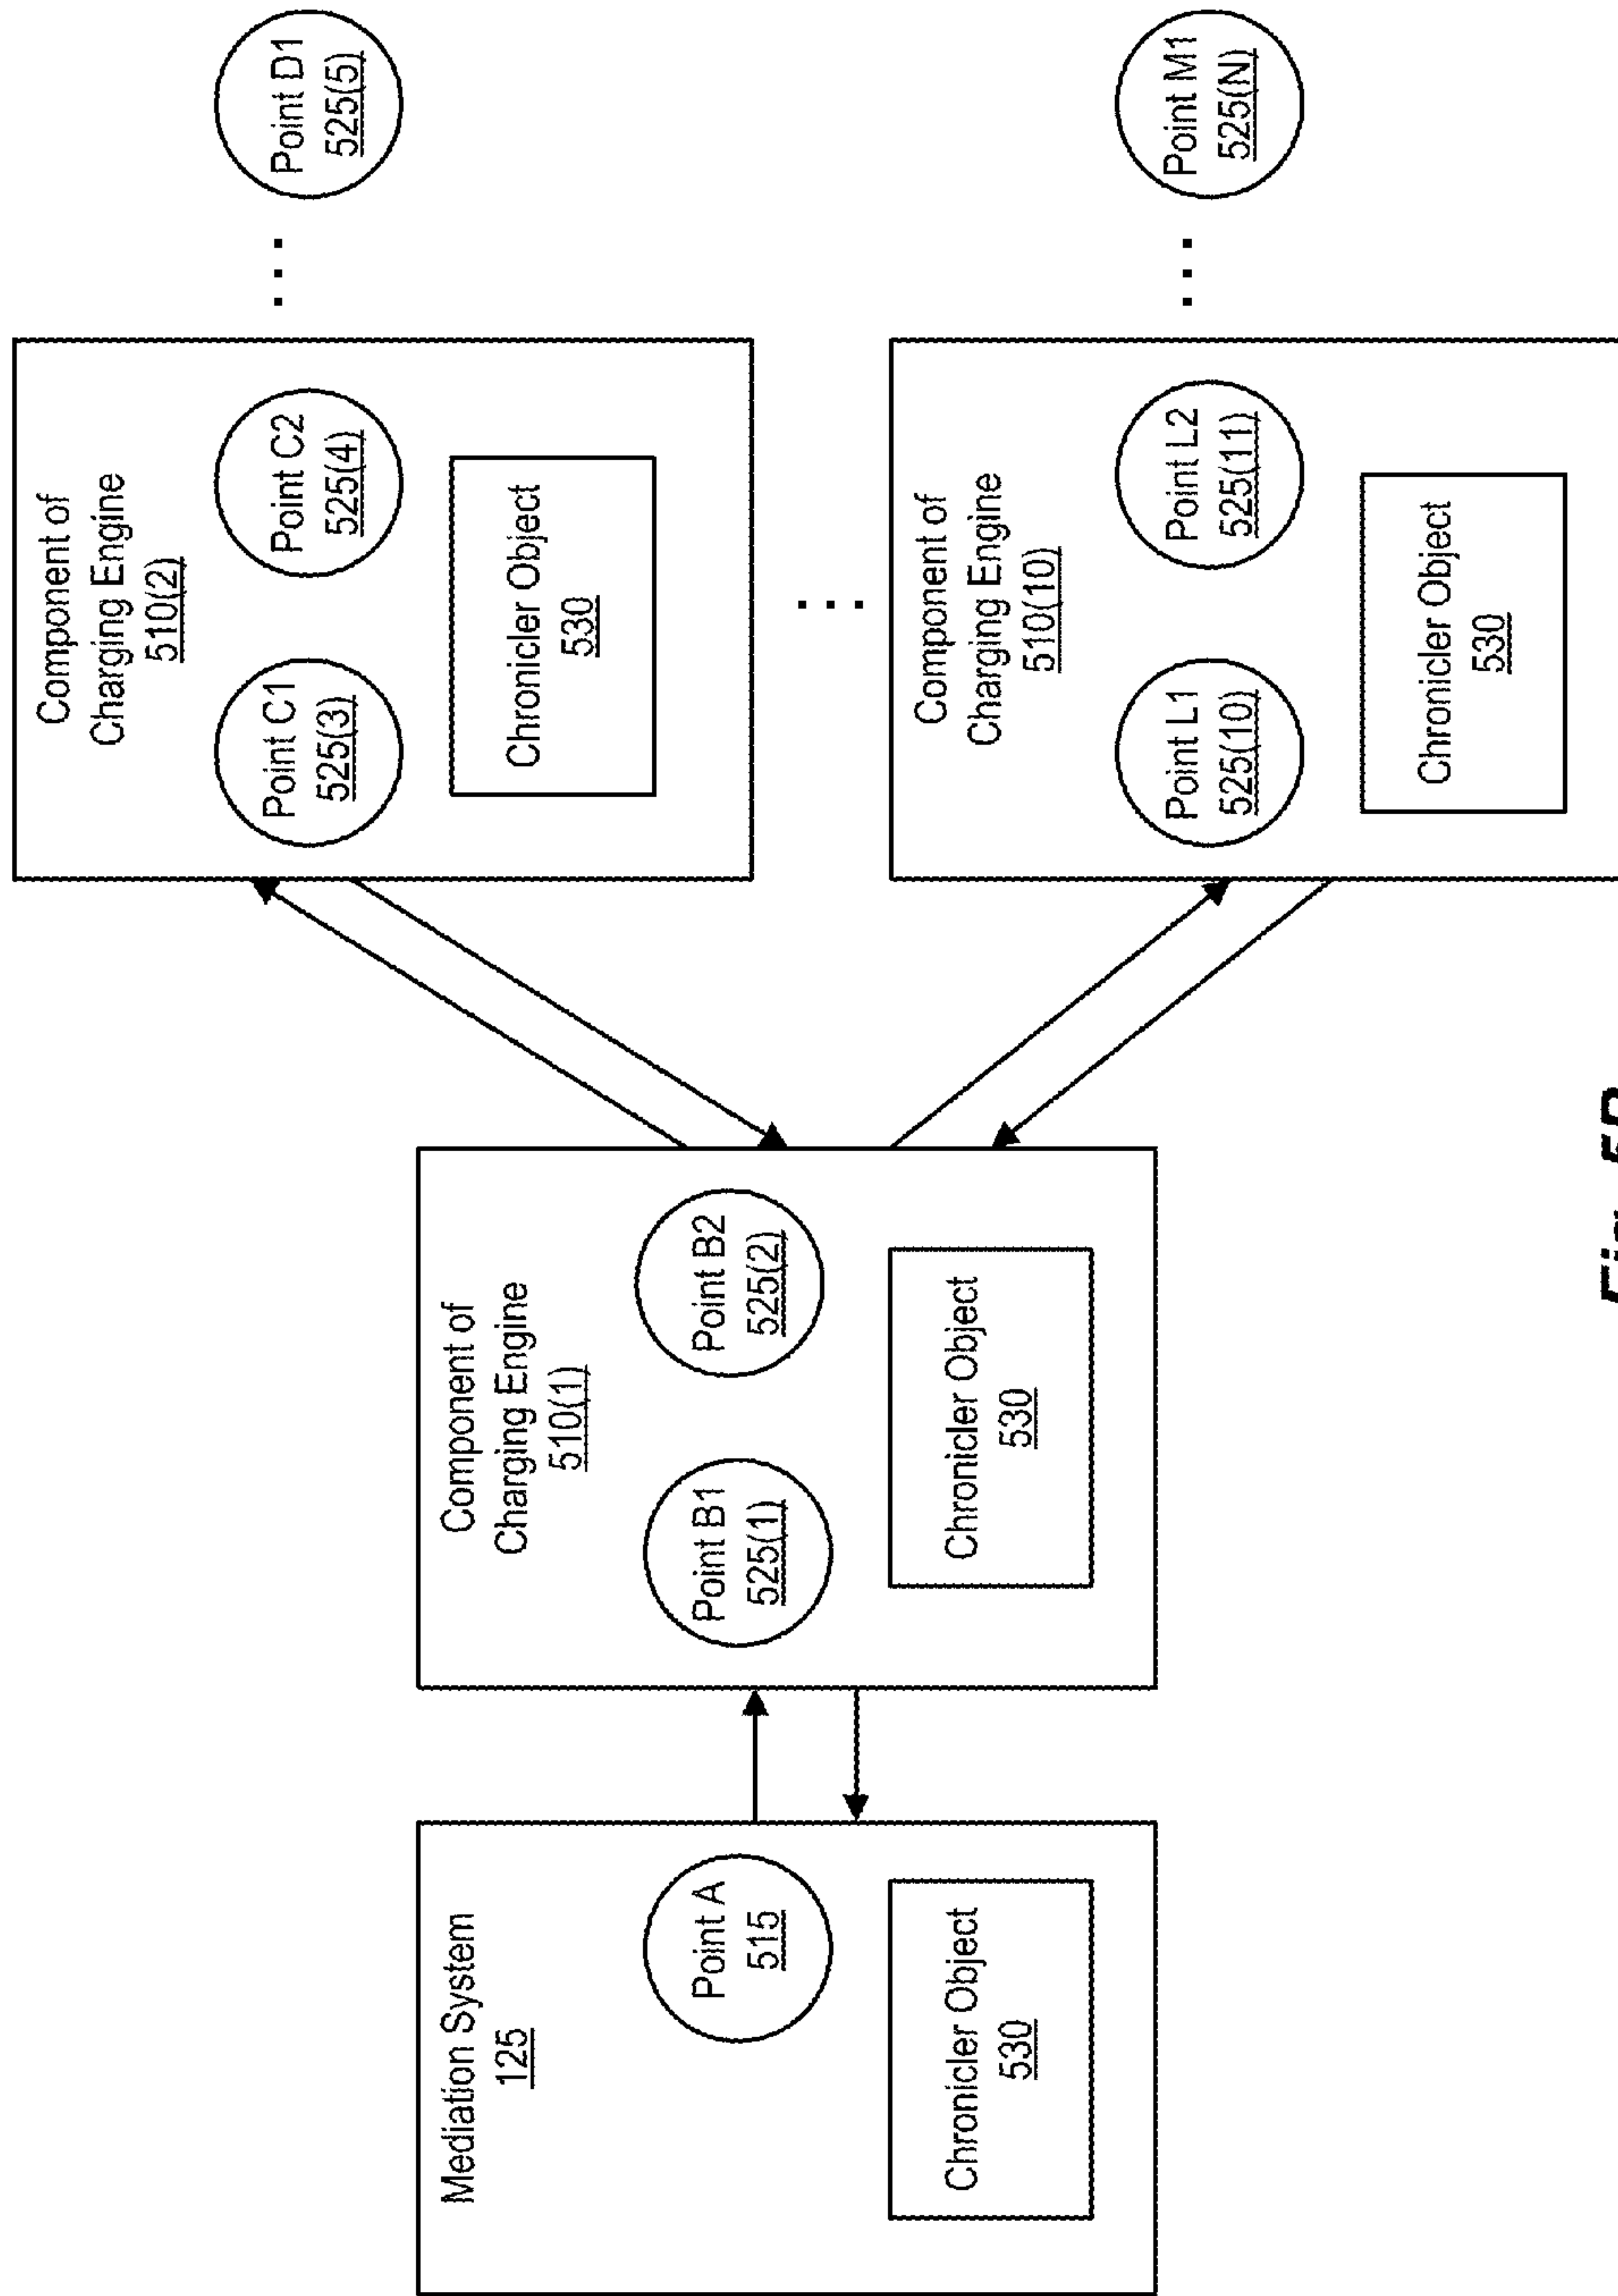 Mediation System
125
Point A
515
Chronicler Object
530
Component of
Charging Engine
510(1)
Point B1
525(1)
Point B2
525(2)
Chronicler Object
530
Component of
Charging Engine
510(2)
Point C1
525(3)
Point C2
525(4)
Chronicler Object
530
. . .
Point D1
525(5)
. . .
Component of
Charging Engine
510(10)
Point L1
525(10)
Point L2
525(11)
Chronicler Object
530
. . .
Point M1
525(N)
Fig.